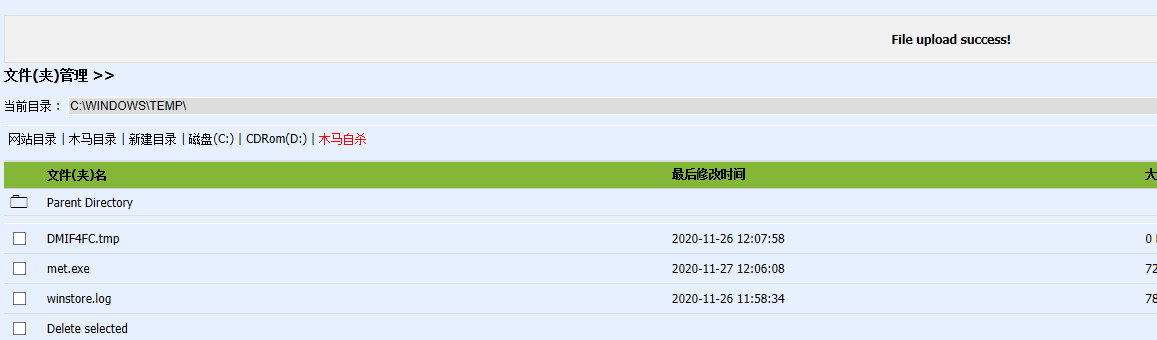 File upload success!
文件(夹)管理 >>
当前目录： C:\WINDOWS\TEMP\
网站目录 | 木马目录 | 新建目录 | 磁盘(C:) | CDRom(D:) | 木马自杀
文件(夹)名 最后修改时间 大
Parent Directory
DMIF4FC.tmp 2020-11-26 12:07:58 0
met.exe 2020-11-27 12:06:08 72
winstore.log 2020-11-26 11:58:34 78
Delete selected